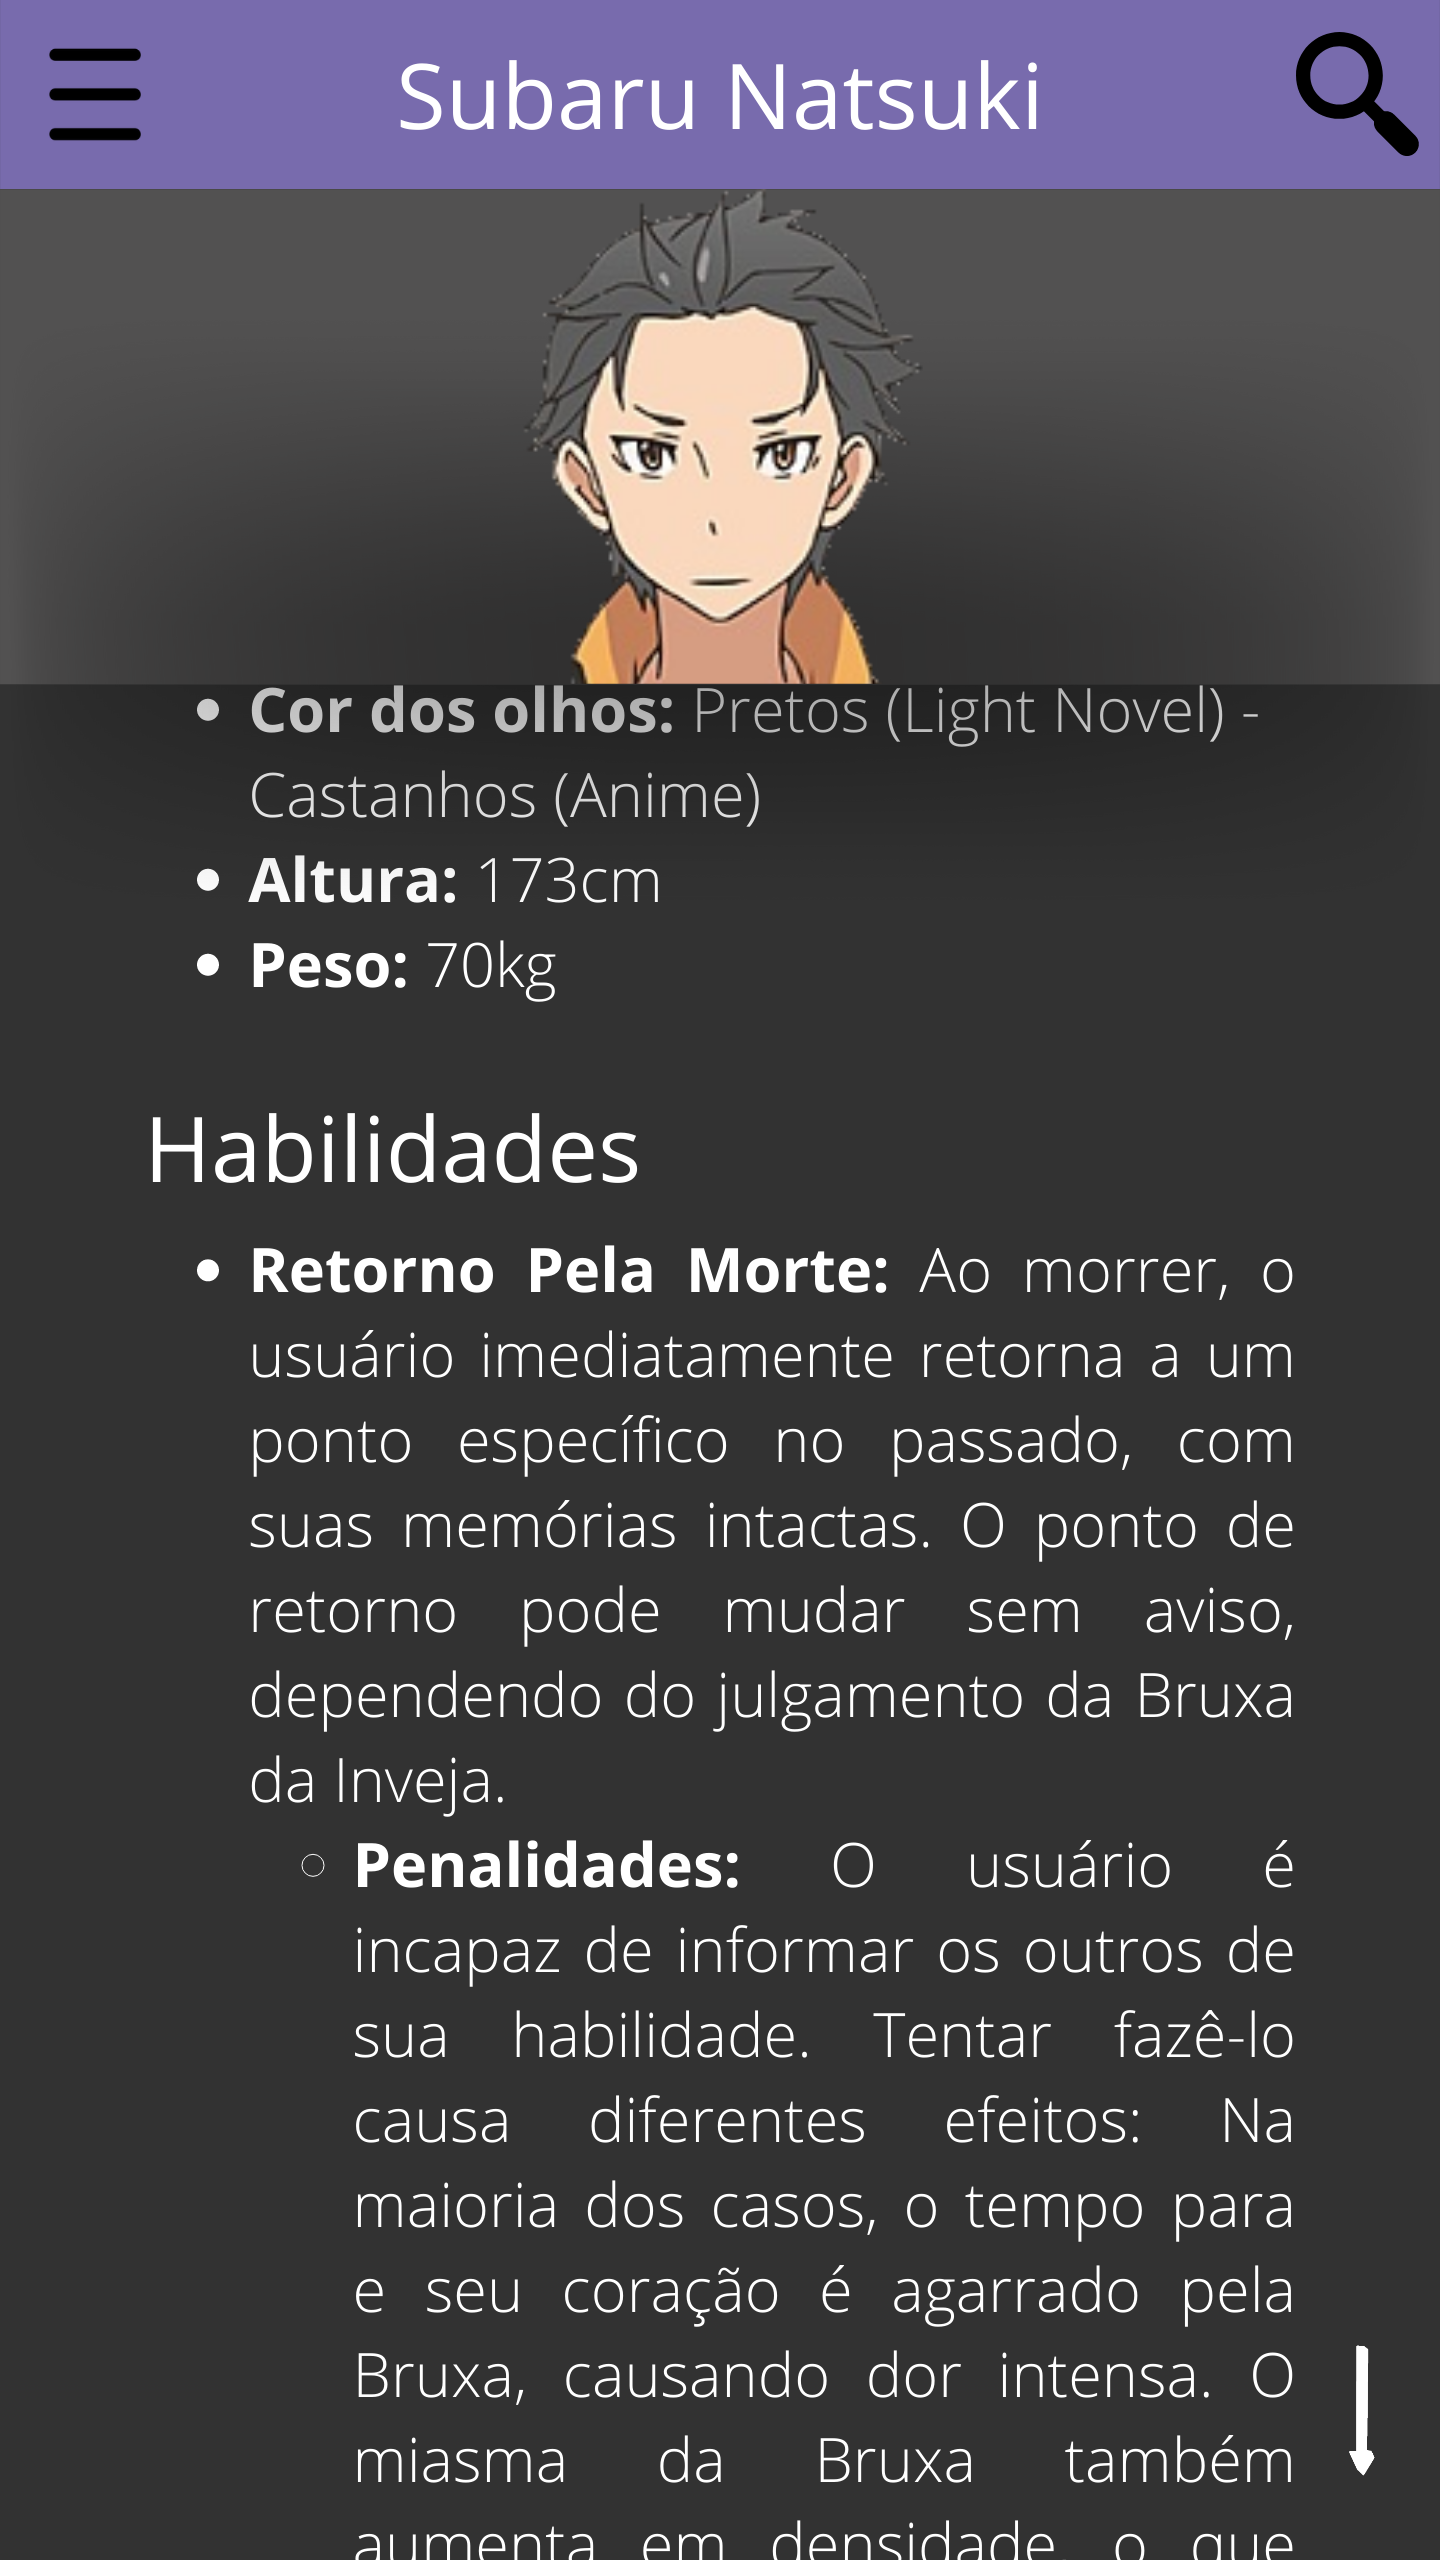 Subaru Natsuki
Cor dos olhos: Pretos (Light Novel) -
Castanhos (Anime)
Altura: 173cm
Peso: 70kg
Habilidades
Retorno Pela Morte: Ao morrer, o
usuário imediatamente retorna a um
ponto específico no passado, com
suas memórias intactas. O ponto de
retorno pode mudar sem aviso,
dependendo do julgamento da Bruxa
da Inveja.
Penalidades: O usuário é
incapaz de informar os outros de
sua habilidade. Tentar fazê-lo
causa diferentes efeitos: Na
maioria dos casos, o tempo para
e seu coração é agarrado pela
Bruxa, causando dor intensa. O
miasma da Bruxa também
aumenta em densidade, o que